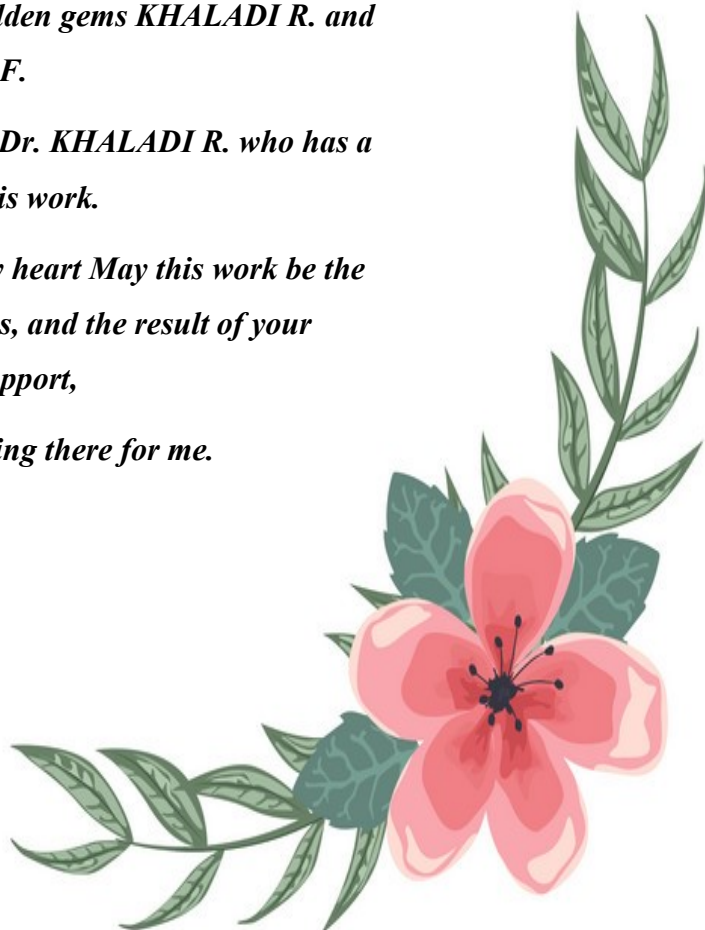 lden gems KHALADI R. and
F.
Dr. KHALADI R. who has a
is work.
heart May this work be the
s, and the result of your
pport,
ing there for me.